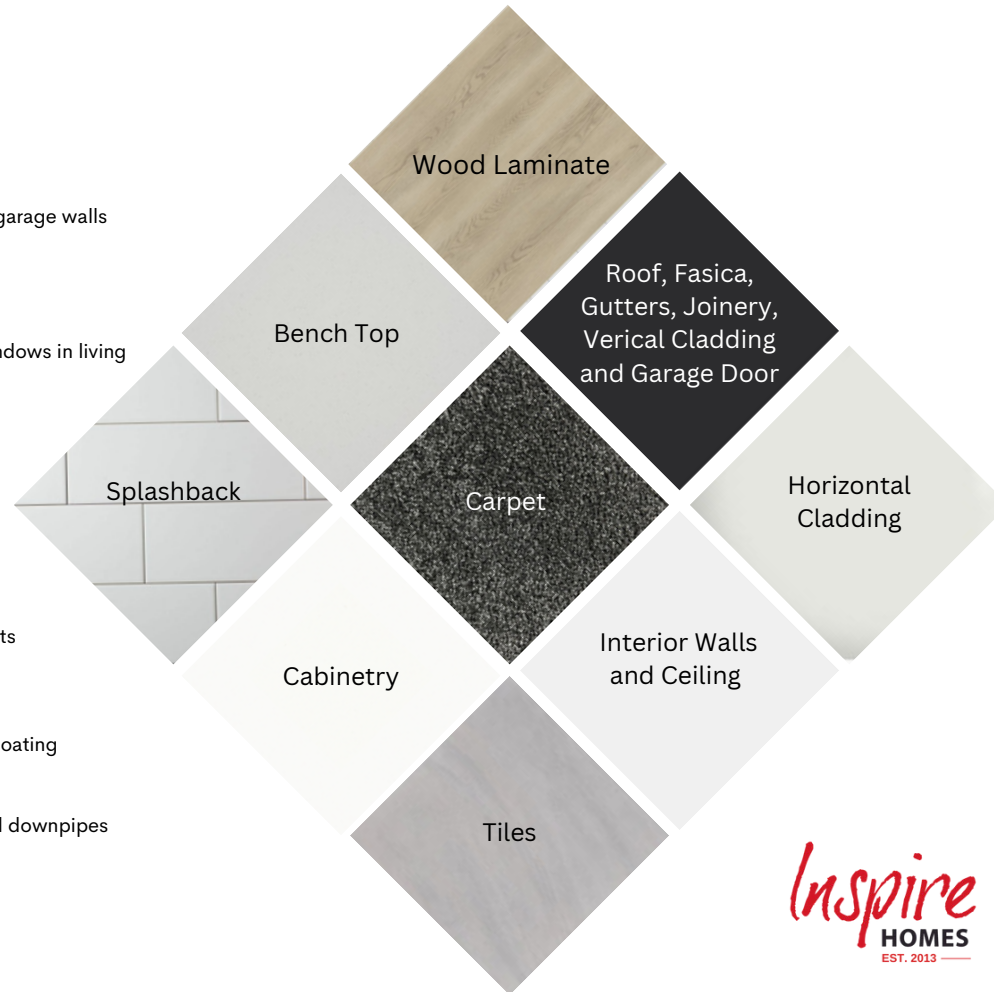 Wood Laminate
garage walls
Roof, Fasica,
Gutters, Joinery,
Verical Cladding
and Garage Door
Bench Top
ndows in living
Splashback
Carpet
Horizontal
Cladding
ts
Interior Walls
and Ceiling
Cabinetry
oating
downpipes
Tiles
Inspire
HOMES
EST. 2013